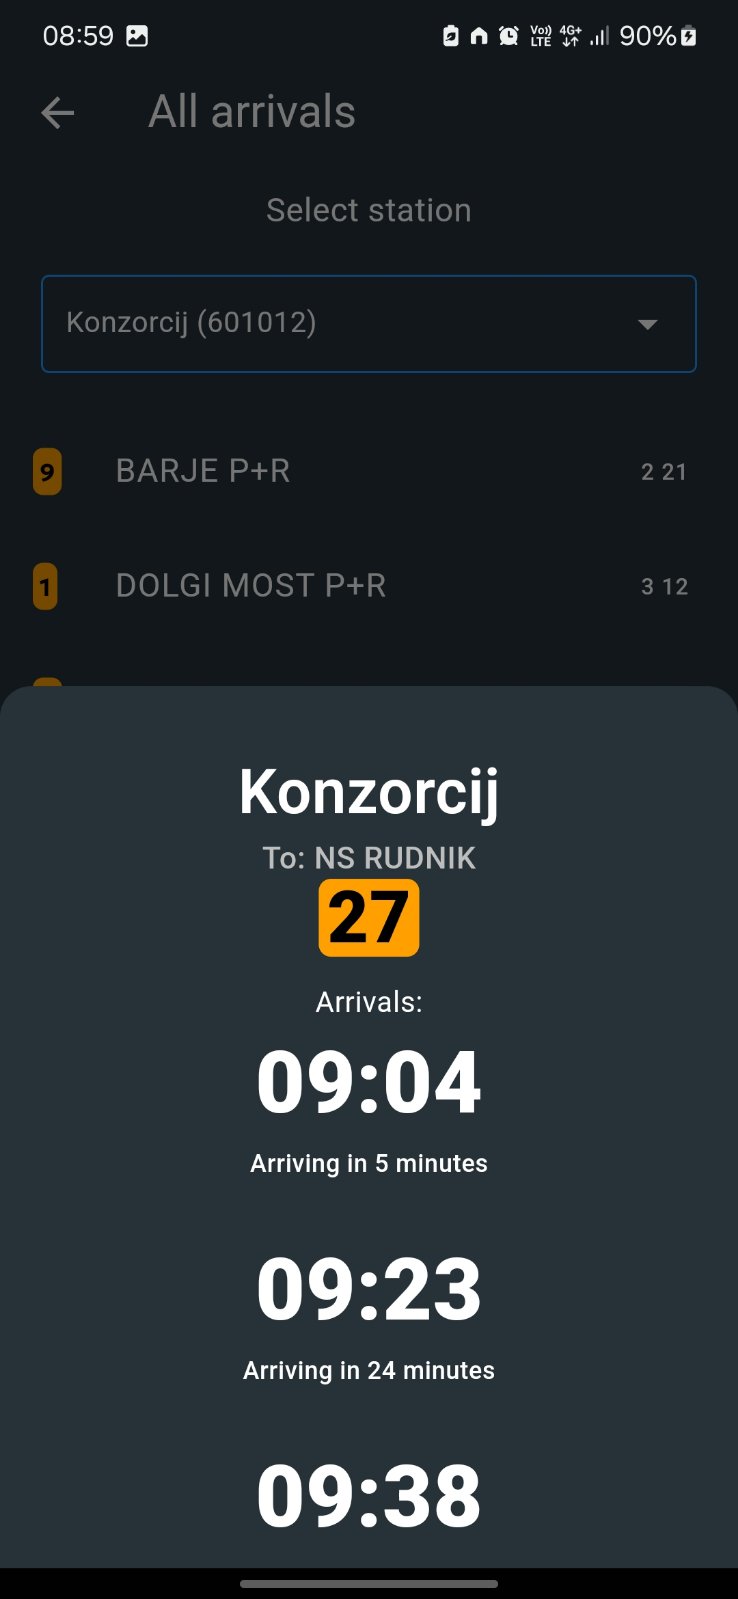 08:59 Vo)) LTE 4G+ 90%
All arrivals
Select station
Konzorcij (601012)
9 BARJE P+R 2 21
1 DOLGI MOST P+R 3 12
Konzorcij
To: NS RUDNIK
27
Arrivals:
09:04
Arriving in 5 minutes
09:23
Arriving in 24 minutes
09:38